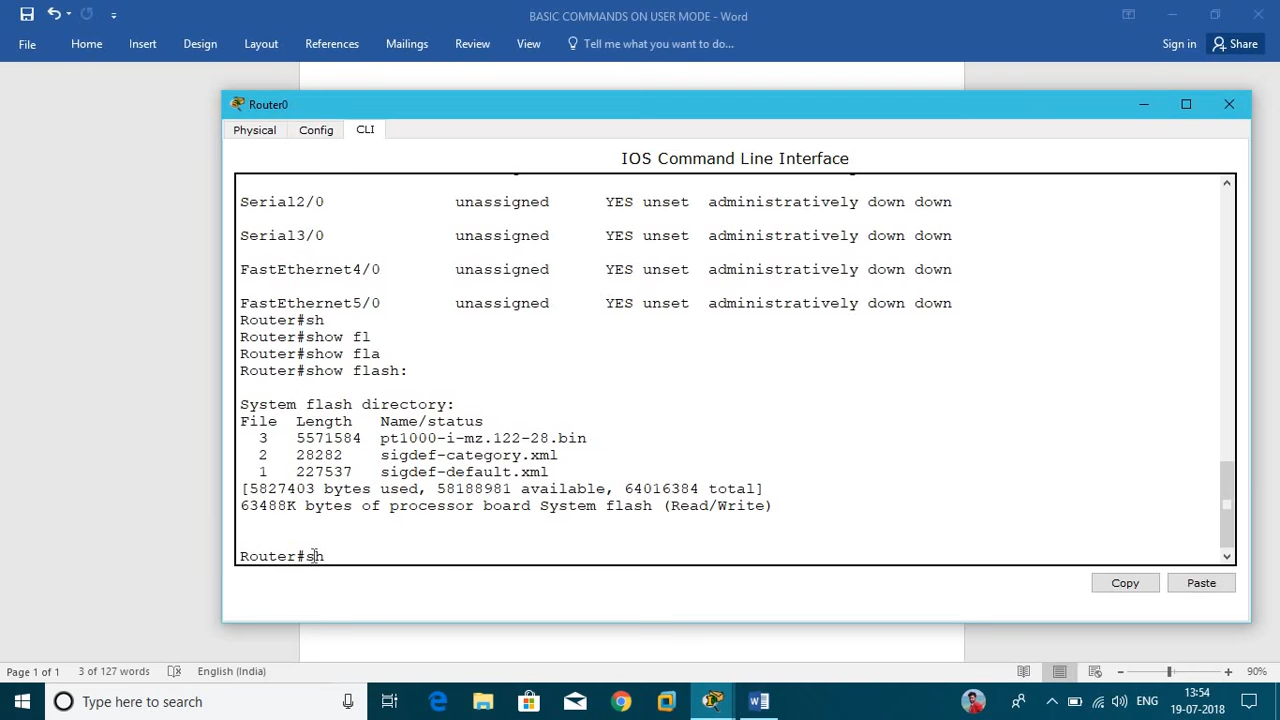 BASIC COMMANDS ON USER MODE - Word
File Home Insert Design Layout References Mailings Review View Tell me what you want to do... Sign in Share
Router0
Physical Config CLI
IOS Command Line Interface
Serial2/0 unassigned YES unset administratively down down
Serial3/0 unassigned YES unset administratively down down
FastEthernet4/0 unassigned YES unset administratively down down
FastEthernet5/0 unassigned YES unset administratively down down
Router#sh
Router#show fl
Router#show fla
Router#show flash:
System flash directory:
File Length Name/status
3 5571584 pt1000-i-mz.122-28.bin
2 28282 sigdef-category.xml
1 227537 sigdef-default.xml
[5827403 bytes used, 58188981 available, 64016384 total]
63488K bytes of processor board System flash (Read/Write)
Router#sh
Copy Paste
Page 1 of 1 3 of 127 words English (India) 90%
Type here to search ENG 13:54
19-07-2018